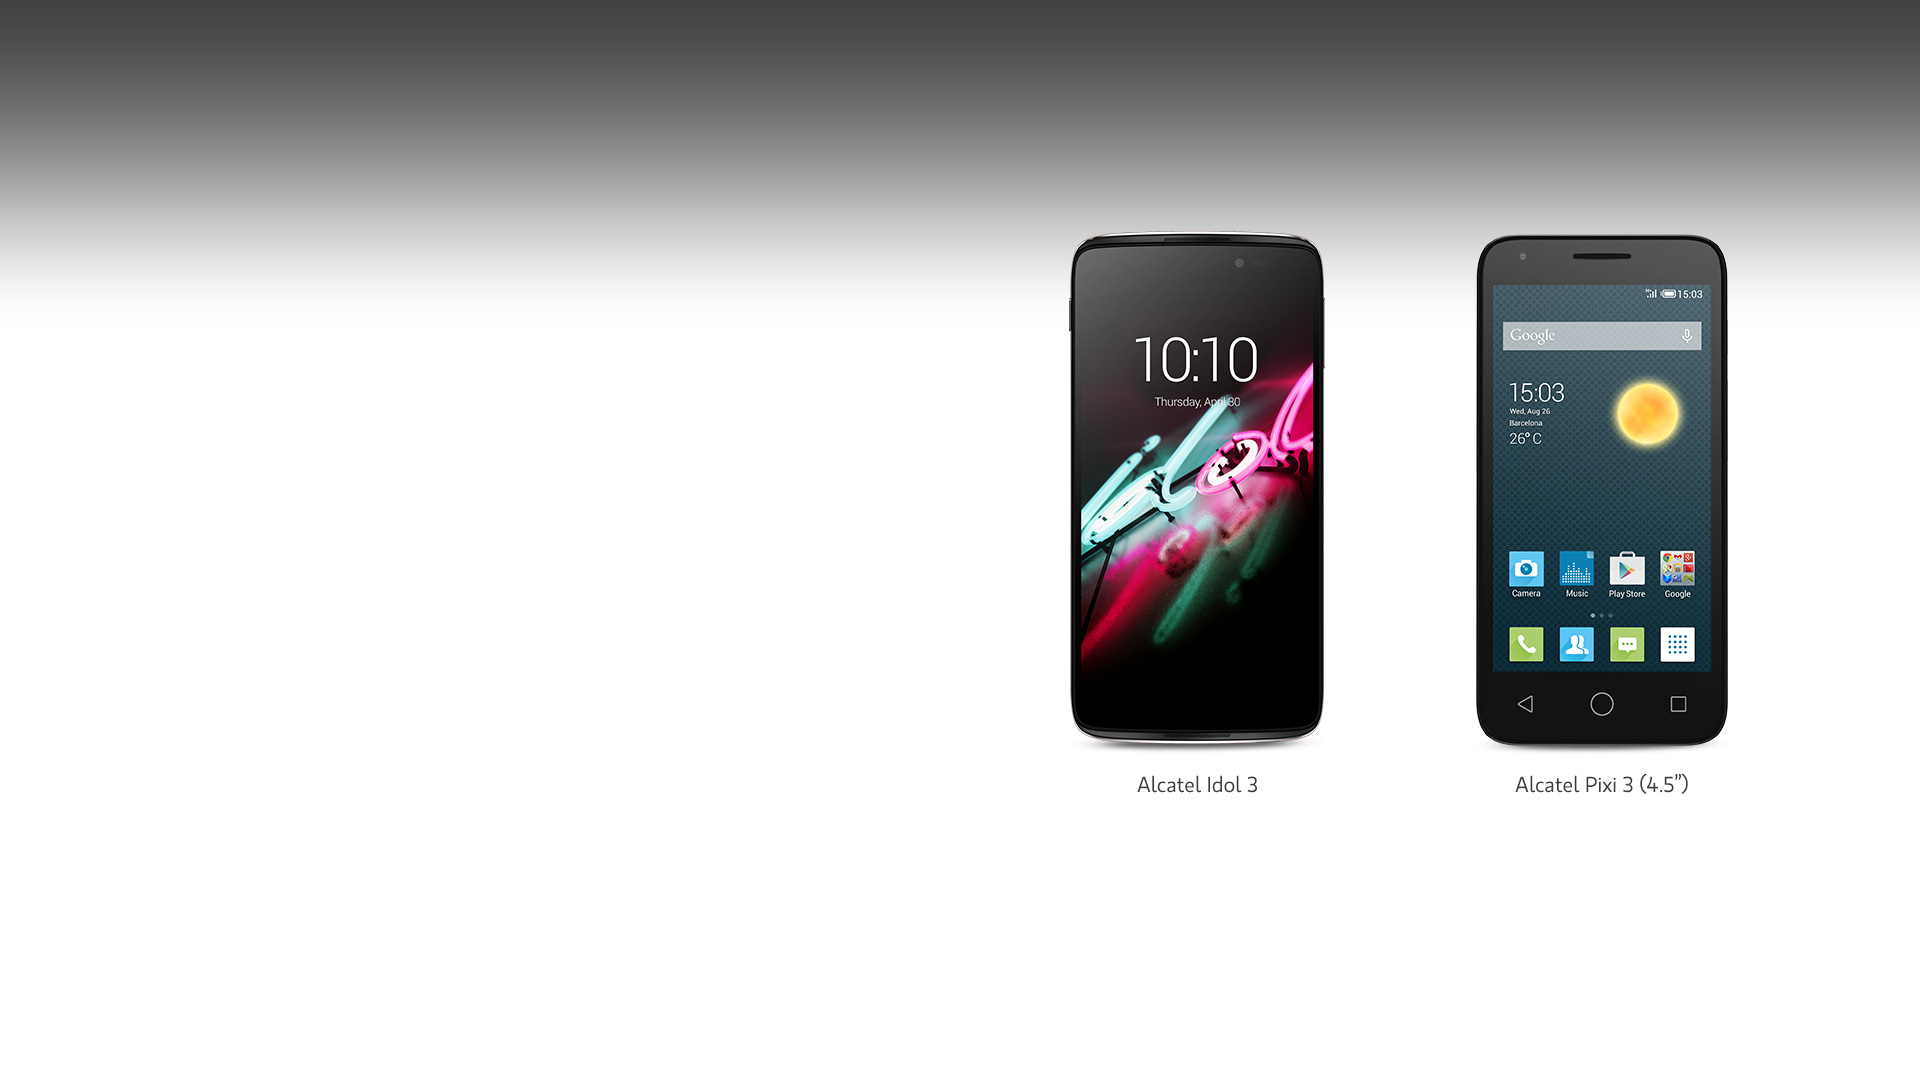 10:10
Thursday, April 30
Alcatel Idol 3
15:03
Google
15:03
Wed, Aug 26
Barcelona
26° C
Camera Music Play Store Google
Alcatel Pixi 3 (4.5”)